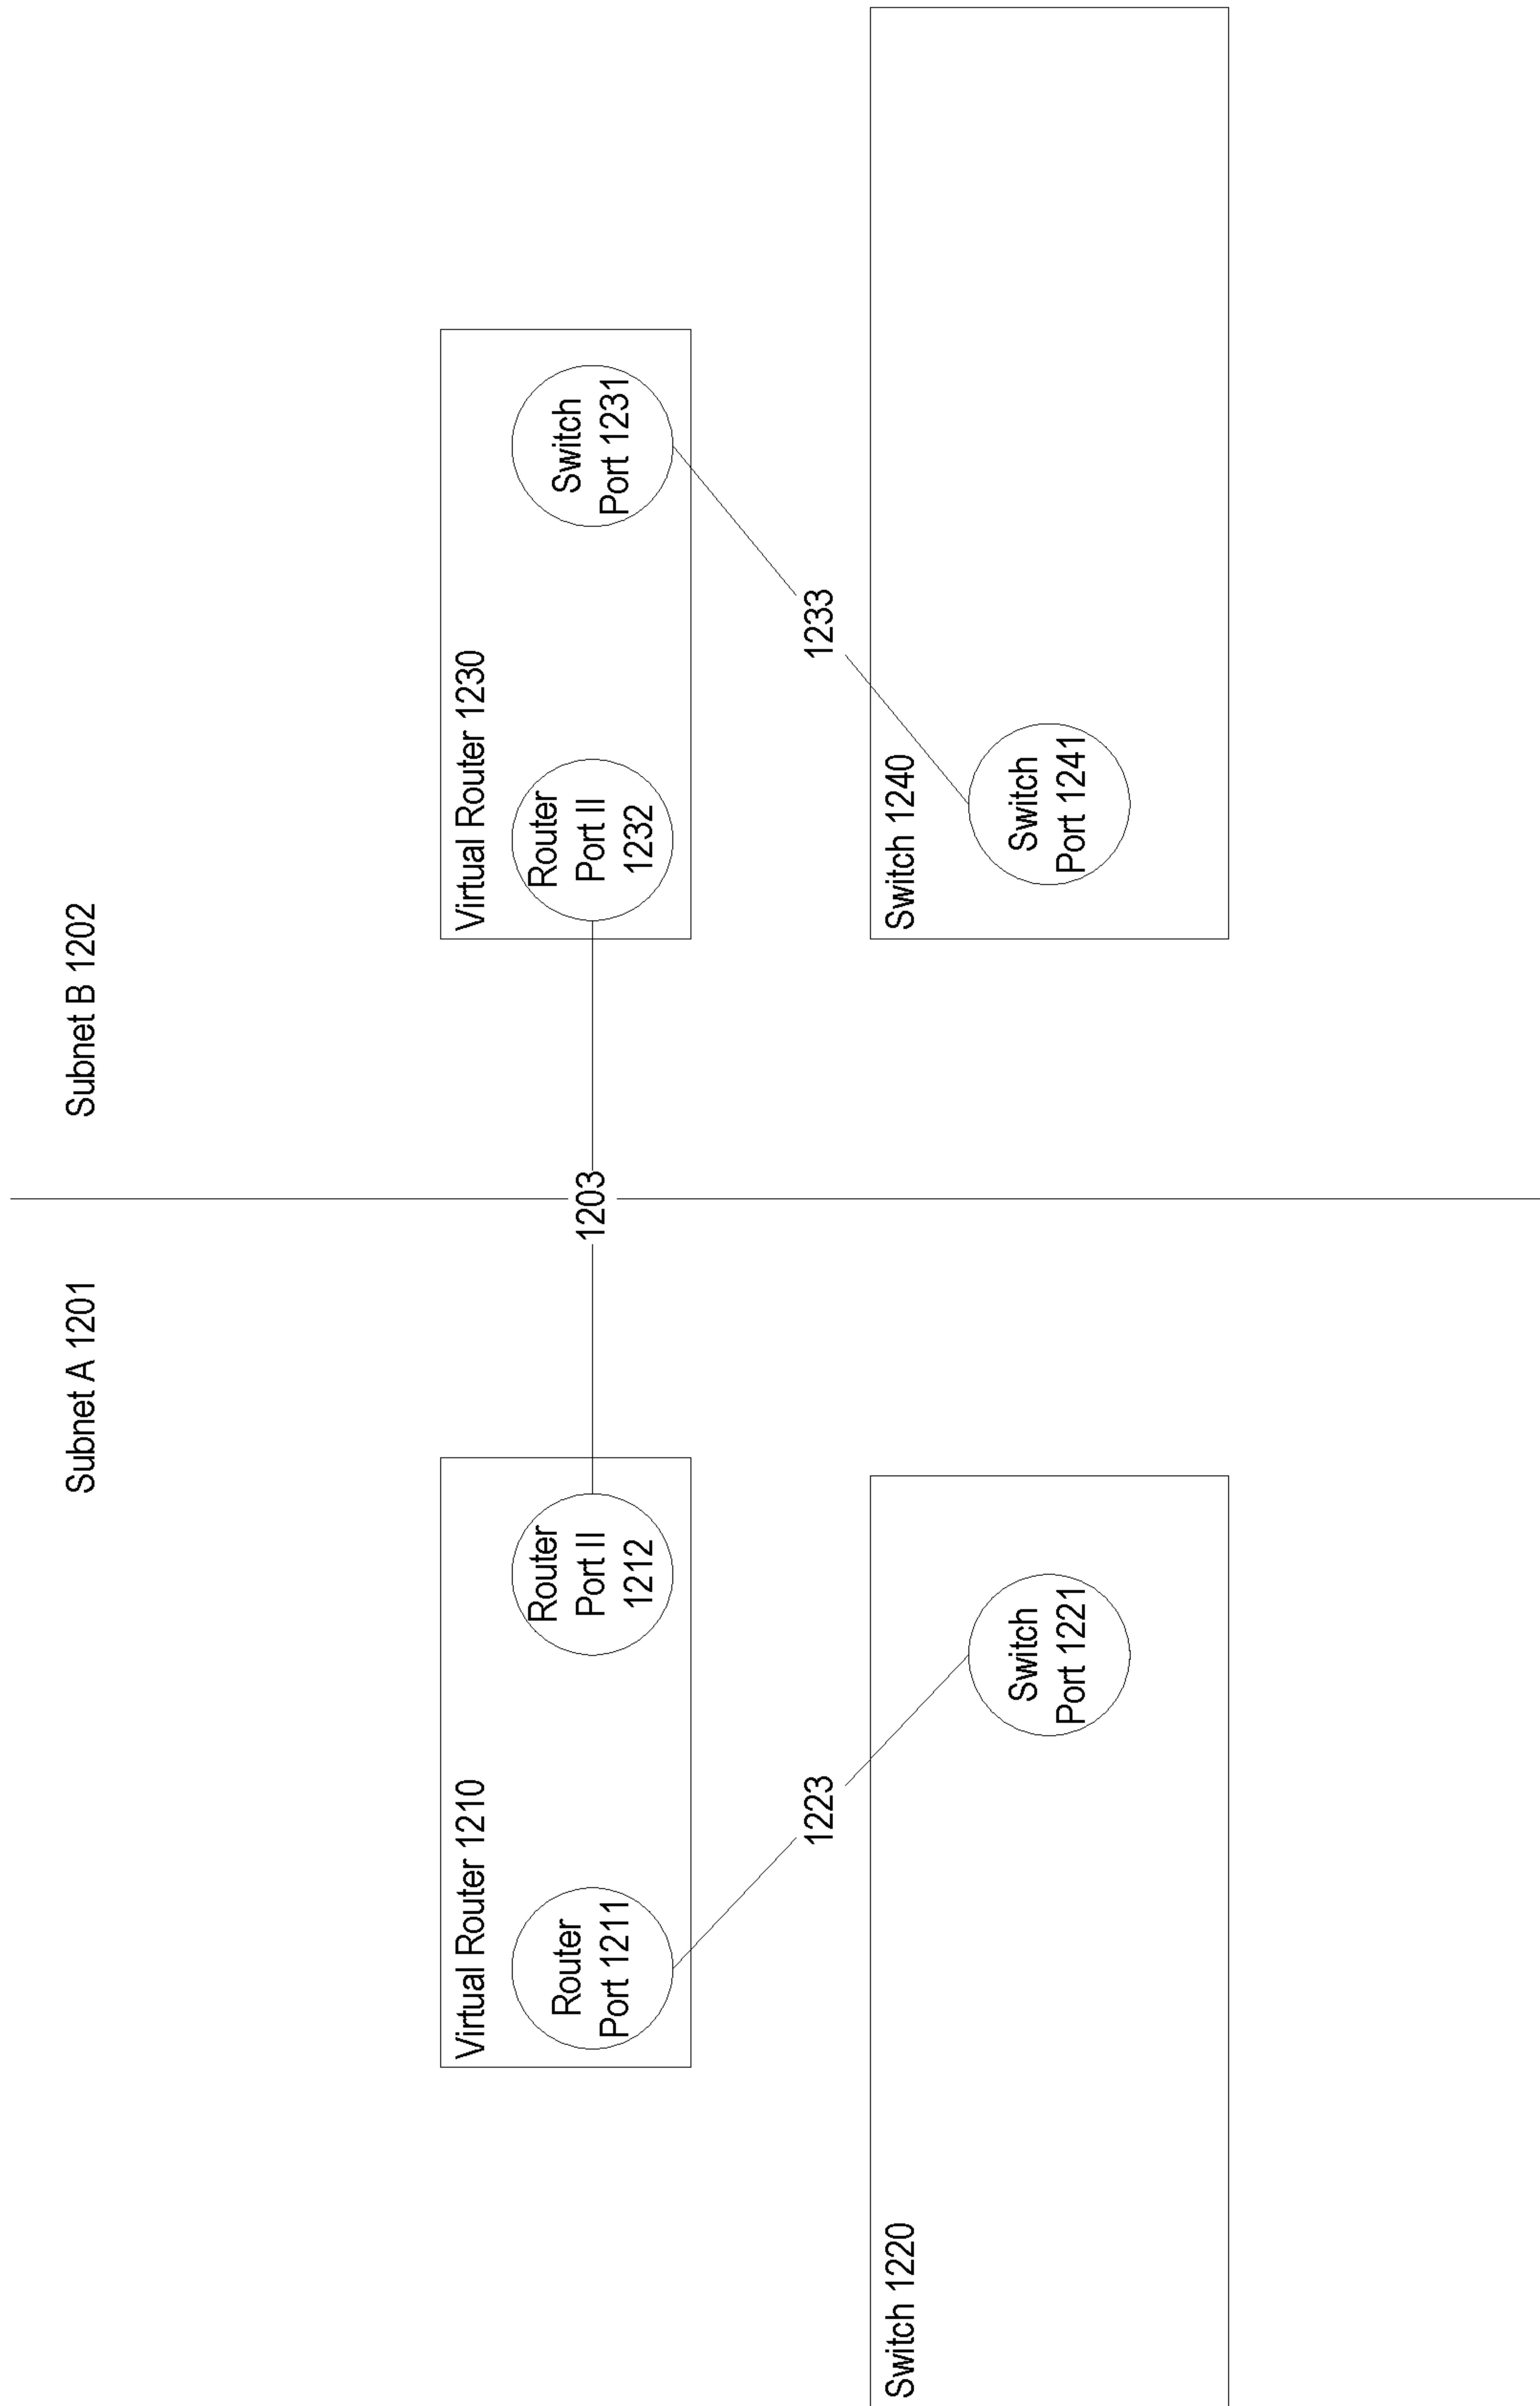 Subnet A 1201
Subnet B 1202
Virtual Router 1210
Router
Port 1211
Router
Port II
1212
1203
Virtual Router 1230
Router
Port II
1232
Switch
Port 1231
1223
1233
Switch 1220
Switch
Port 1221
Switch 1240
Switch
Port 1241